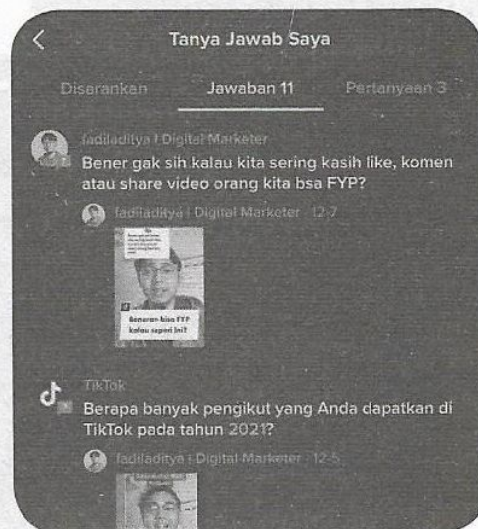 Tanya Jawab Saya
Disarankan Jawaban 11 Pertanyaan 3
fadiladitya | Digital Marketer
Bener gak sih kalau kita sering kasih like, komen
atau share video orang kita bsa FYP?
fadiladitya | Digital Marketer · 12-7
Beneran bisa FYP
kalau seperti ini?
TikTok
Berapa banyak pengikut yang Anda dapatkan di
TikTok pada tahun 2021?
fadiladitya | Digital Marketer · 12-5